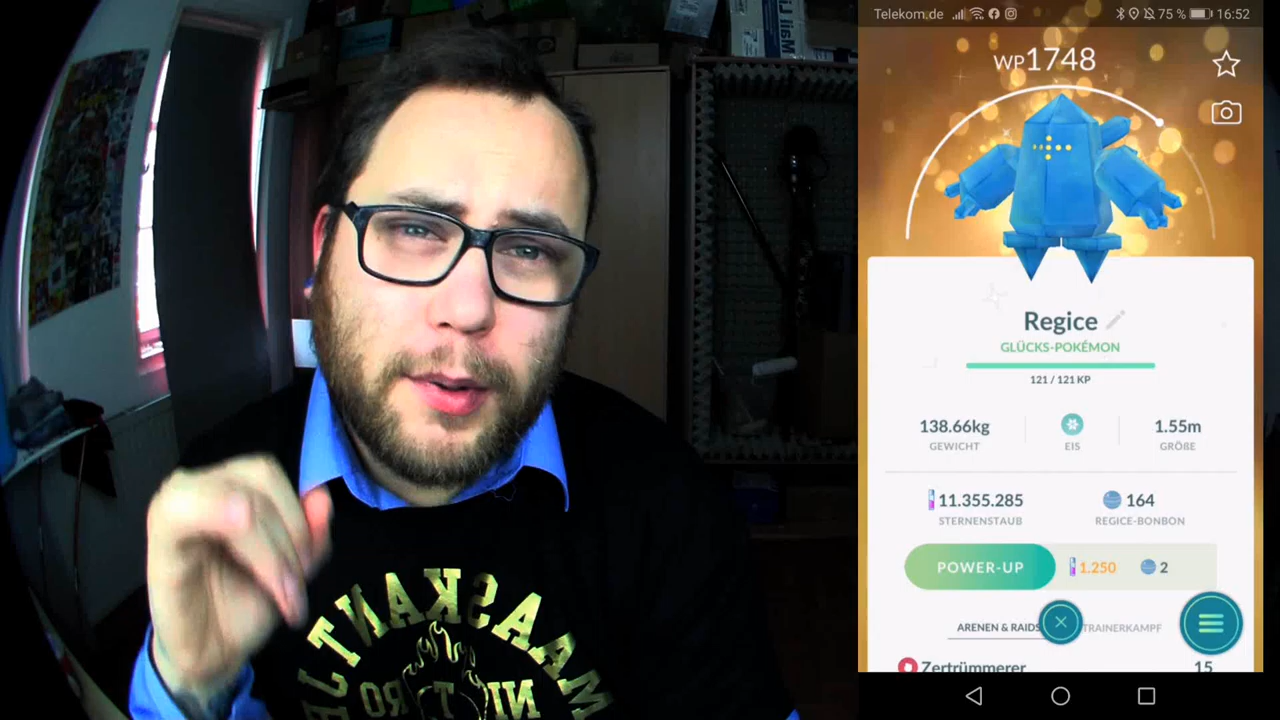 Telekom.de
75 %
16:52
WP1748
Regice
GLÜCKS-POKÉMON
121 / 121 KP
138.66kg
GEWICHT
EIS
1.55m
GRÖßE
11.355.285
STERNENSTAUB
164
REGICE-BONBON
POWER-UP
1.250
2
ARENEN & RAIDS
TRAINERKAMPF
Zertrümmerer
15
MAASKANTJE